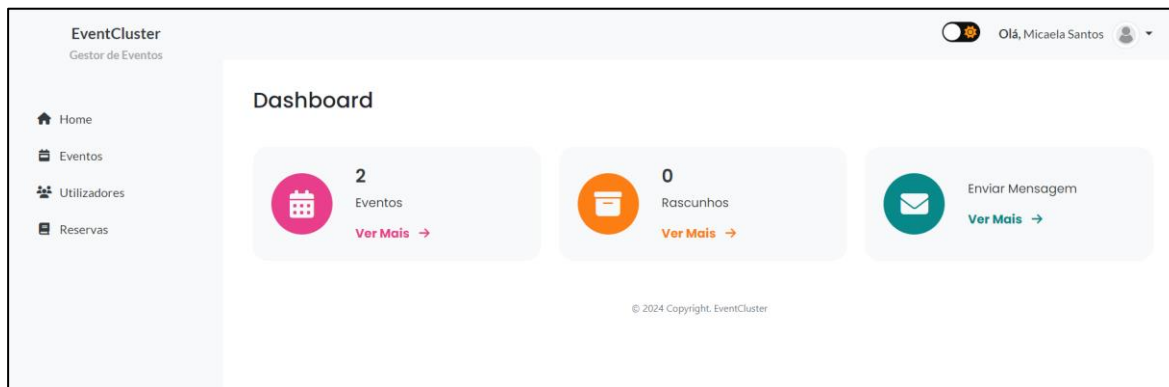 EventCluster
Gestor de Eventos
Home
Eventos
Utilizadores
Reservas
Olá, Micaela Santos
Dashboard
2
Eventos
Ver Mais →
0
Rascunhos
Ver Mais →
Enviar Mensagem
Ver Mais →
© 2024 Copyright. EventCluster